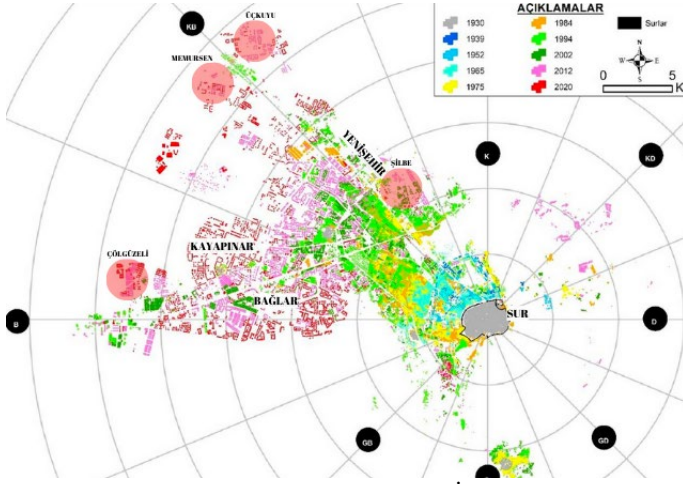 ÜÇKUYU
KB
MEMURSEN
AÇIKLAMALAR
1930
1939
1952
1965
1975
1984
1994
2002
2012
2020
Surlar
N
W
E
S
0
5
K
YENİŞEHİR
ŞİLBE
K
KD
KAYAPINAR
ÇÖLGÜZELİ
BAĞLAR
SUR
B
D
GB
GD